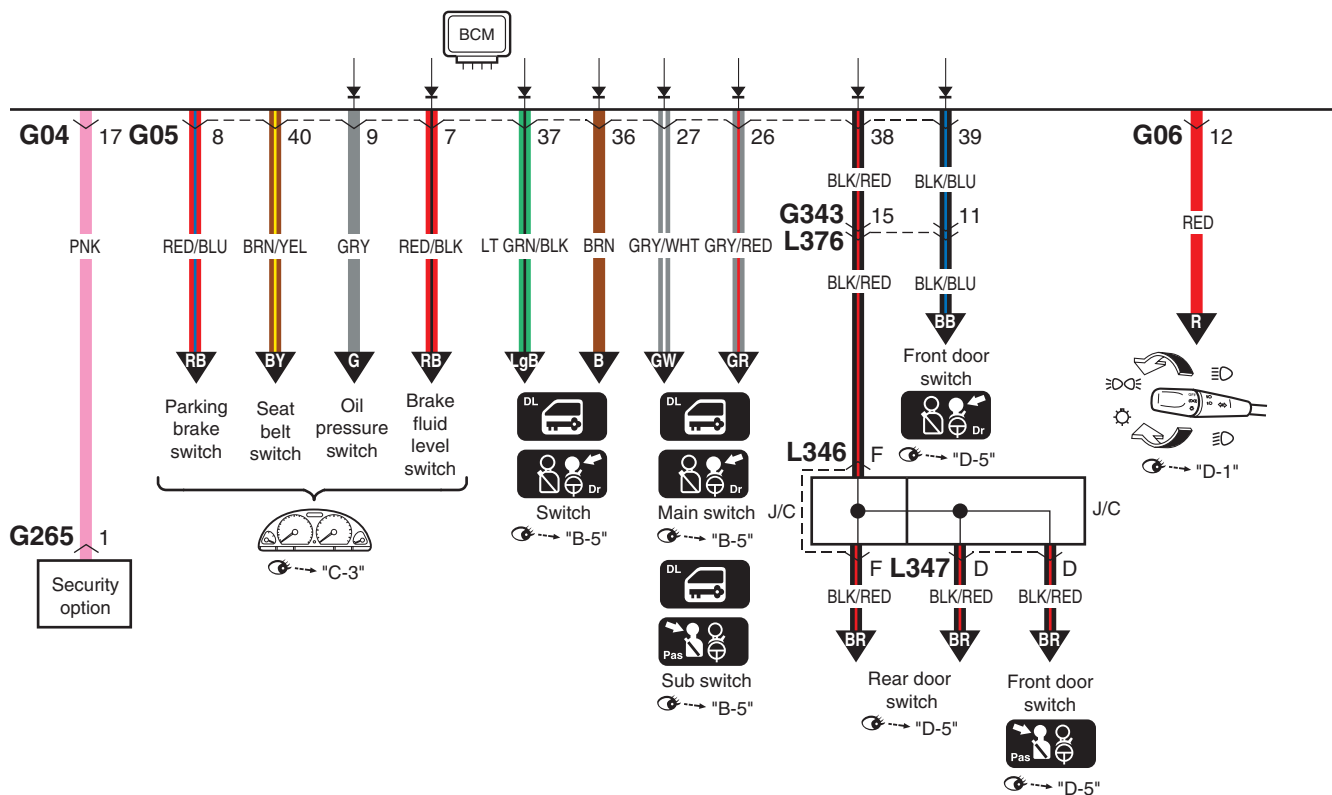 BCM
G04 17 G05 8 40 9 7 37 36 27 26 38 39 G06 12
BLK/RED BLK/BLU
G343 15 11
L376
PNK RED/BLU BRN/YEL GRY RED/BLK LT GRN/BLK BRN GRY/WHT GRY/RED RED
BLK/RED BLK/BLU
BB R
RB BY G RB LgB B GW GR
Front door
switch
Dr
"D-5"
"D-1"
Parking
brake
switch
Seat
belt
switch
Oil
pressure
switch
Brake
fluid
level
switch
"C-3"
DL
Dr
Switch
"B-5"
DL
Dr
Main switch
"B-5"
DL
Pas
Sub switch
"B-5"
L346 F
J/C J/C
F L347 D D
BLK/RED BLK/RED BLK/RED
BR BR BR
Rear door
switch
"D-5"
Front door
switch
Pas
"D-5"
G265 1
Security
option